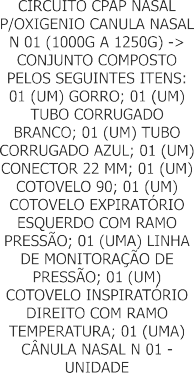 CIRCUITO CPAP NASAL
P/OXIGENIO CANULA NASAL
N 01 (1000G A 1250G) ->
CONJUNTO COMPOSTO
PELOS SEGUINTES ITENS:
01 (UM) GORRO; 01 (UM)
TUBO CORRUGADO
BRANCO; 01 (UM) TUBO
CORRUGADO AZUL; 01 (UM)
CONECTOR 22 MM; 01 (UM)
COTOVELO 90; 01 (UM)
COTOVELO EXPIRATÓRIO
ESQUERDO COM RAMO
PRESSÃO; 01 (UMA) LINHA
DE MONITORAÇÃO DE
PRESSÃO; 01 (UM)
COTOVELO INSPIRATÓRIO
DIREITO COM RAMO
TEMPERATURA; 01 (UMA)
CÂNULA NASAL N 01 -
UNIDADE